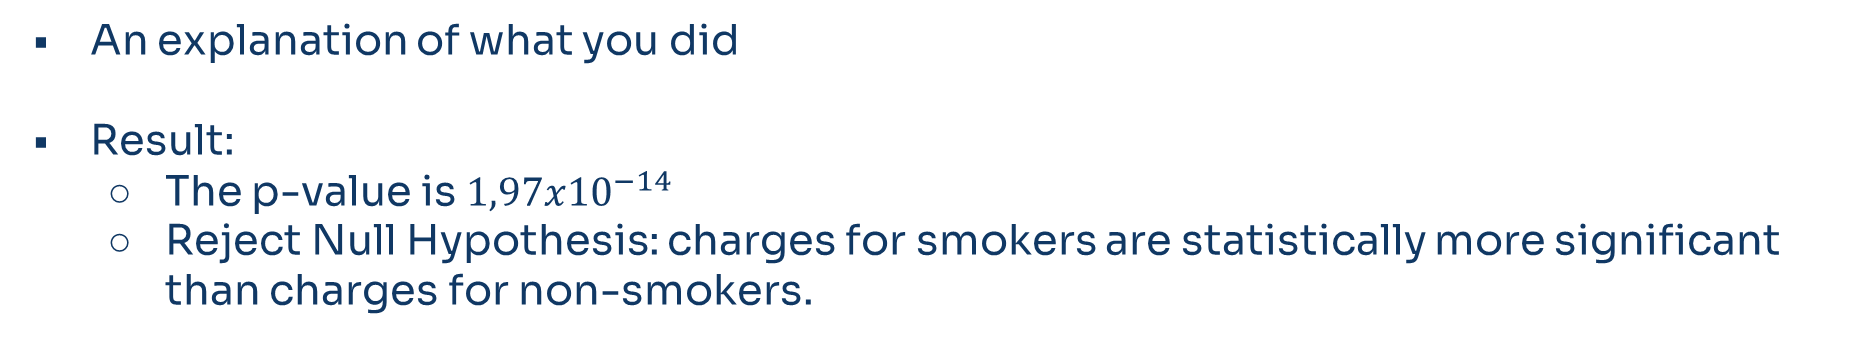 ▪ An explanation of what you did
▪ Result:
○ The p-value is 1,97x10⁻¹⁴
○ Reject Null Hypothesis: charges for smokers are statistically more significant
than charges for non-smokers.